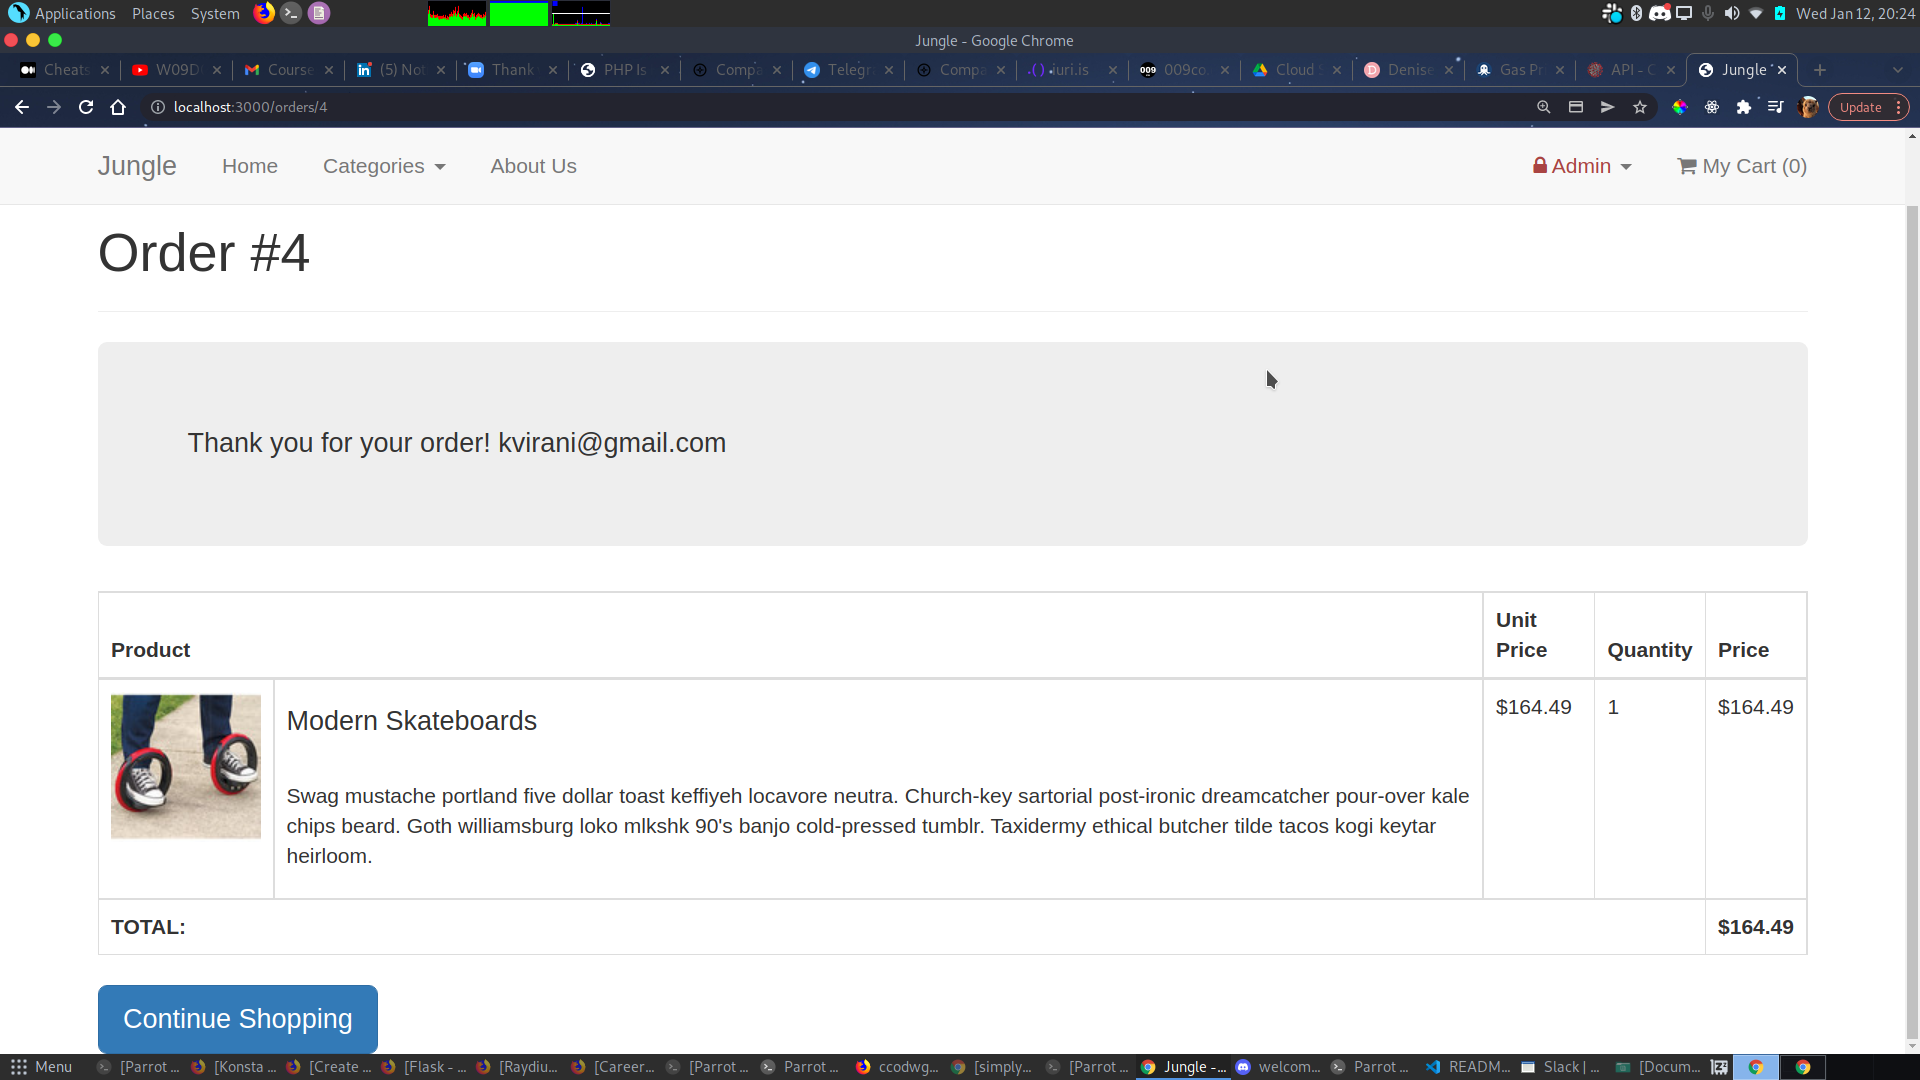 Applications Places System
Wed Jan 12, 20:24
Jungle - Google Chrome
Cheats
W09D
Course
(5) Not
Thank
PHP Is
Compa
Telegr
Compa
iuri.is
009co
Cloud S
Denise
Gas Pr
API - C
Jungle
localhost:3000/orders/4
Update
Jungle Home Categories About Us Admin My Cart (0)
Order #4
Thank you for your order! kvirani@gmail.com
Product
Unit
Price
Quantity
Price
Modern Skateboards
$164.49
1
$164.49
Swag mustache portland five dollar toast keffiyeh locavore neutra. Church-key sartorial post-ironic dreamcatcher pour-over kale
chips beard. Goth williamsburg loko mlkshk 90's banjo cold-pressed tumblr. Taxidermy ethical butcher tilde tacos kogi keytar
heirloom.
TOTAL:
$164.49
Continue Shopping
Menu
[Parrot ...
[Konsta ...
[Create ...
[Flask - ...
[Raydiu...
[Career...
[Parrot ...
Parrot ...
ccodwg...
[simply...
[Parrot ...
Jungle -...
welcom...
Parrot ...
READM...
Slack | ...
[Docum...